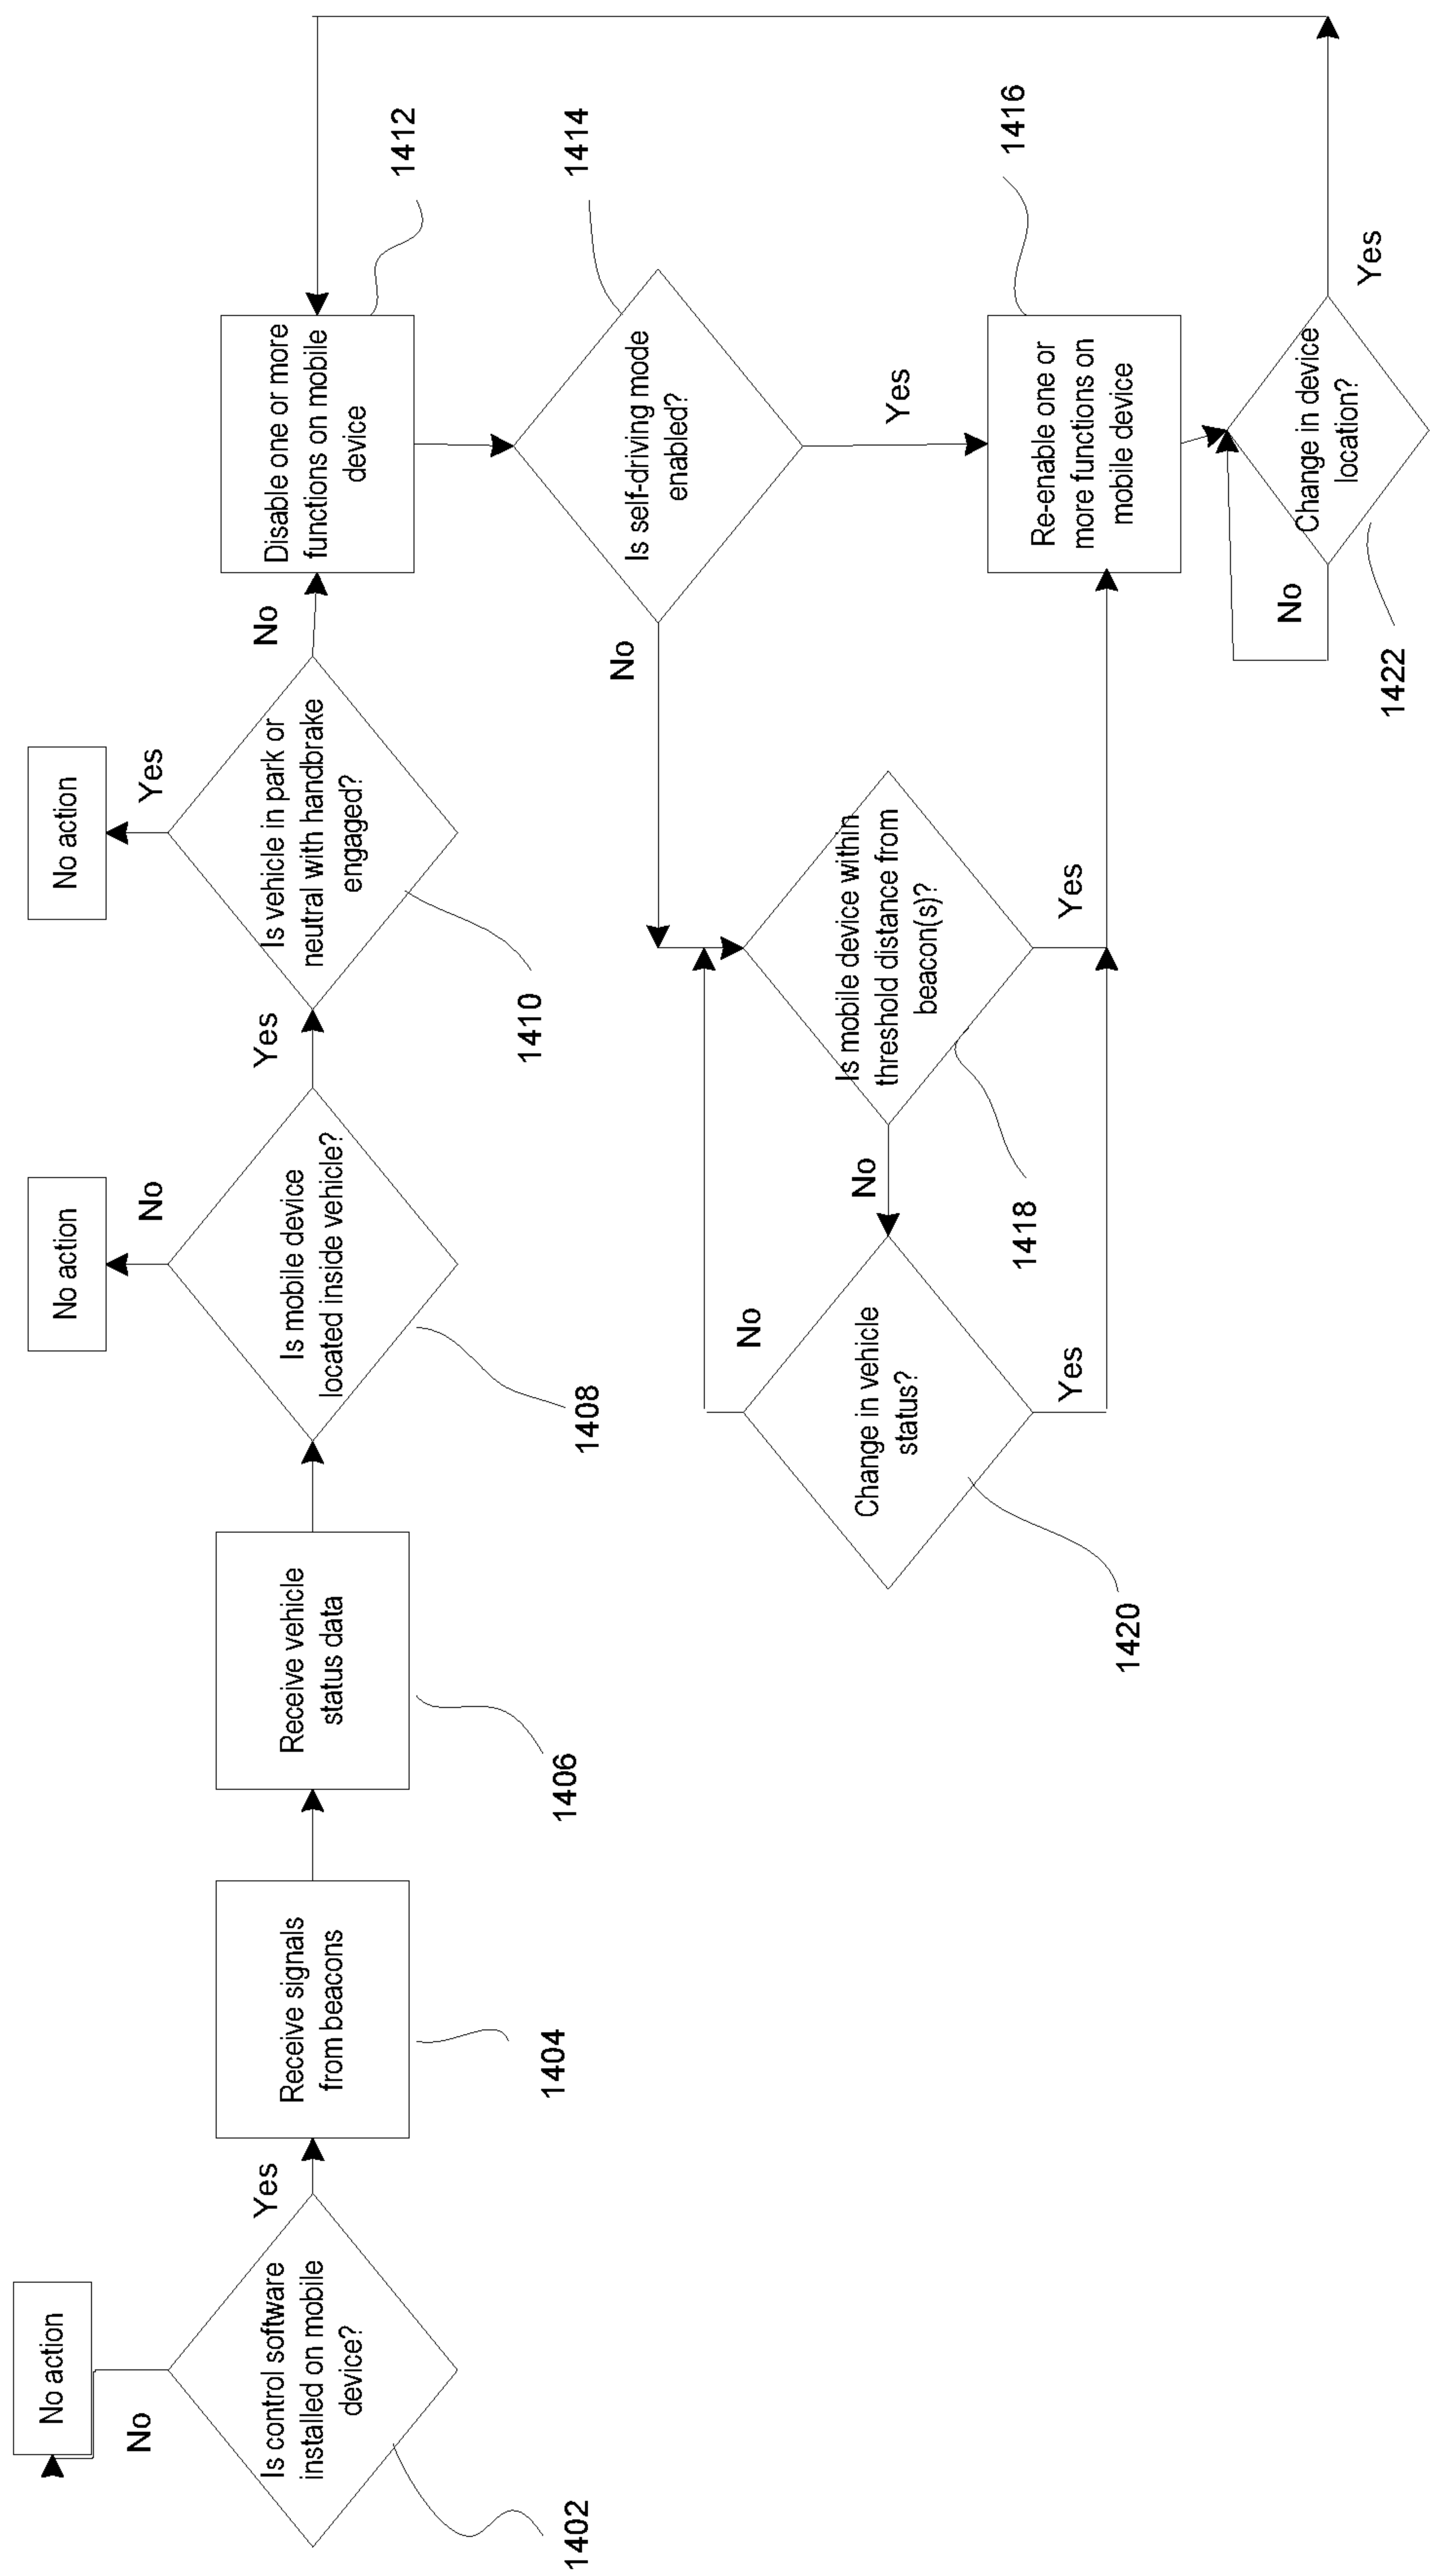 No action
No
Is control software
installed on mobile
device?
1402
Yes
Receive signals
from beacons
1404
Receive vehicle
status data
1406
No action
No
Is mobile device
located inside vehicle?
1408
Yes
No action
Yes
Is vehicle in park or
neutral with handbrake
engaged?
1410
No
Disable one or more
functions on mobile
device
1412
Is self-driving mode
enabled?
1414
No
Yes
Is mobile device within
threshold distance from
beacon(s)?
1418
No
Yes
Change in vehicle
status?
1420
No
Yes
Re-enable one or
more functions on
mobile device
1416
Change in device
location?
1422
No
Yes